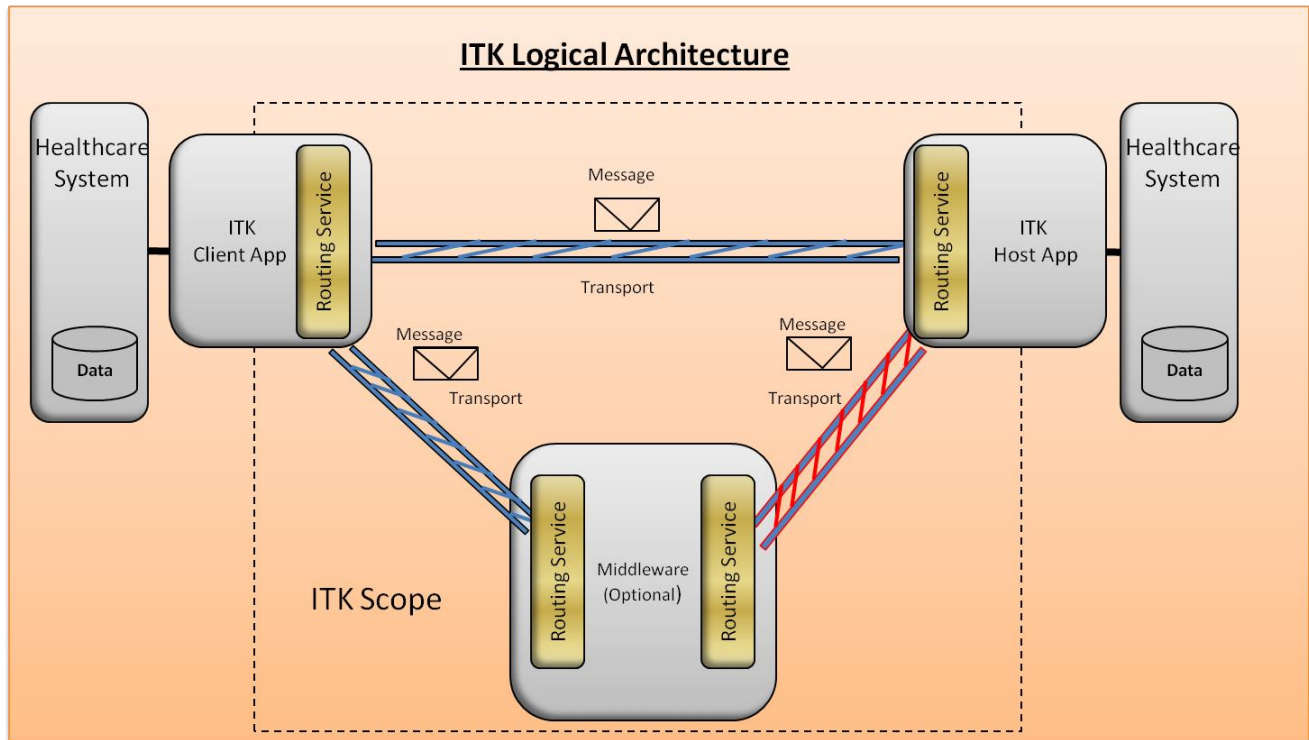 ITK Logical Architecture
Healthcare
System
Data
ITK
Client App
Routing Service
Message
Transport
Routing Service
ITK
Host App
Healthcare
System
Data
Message
Transport
Message
Transport
Routing Service
Middleware
(Optional)
Routing Service
ITK Scope